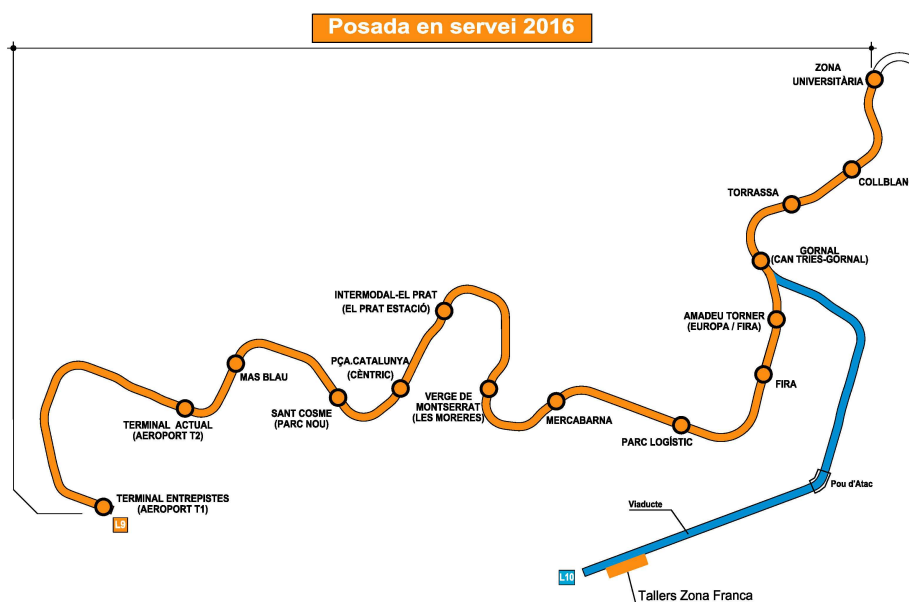 Posada en servei 2016
ZONA
UNIVERSITÀRIA
COLLBLANC
TORRASSA
GORNAL
(CAN TRIES-GORNAL)
INTERMODAL-EL PRAT
(EL PRAT ESTACIÓ)
AMADEU TORNER
(EUROPA / FIRA)
PÇA.CATALUNYA
(CÈNTRIC)
MAS BLAU
FIRA
VERGE DE
MONTSERRAT
(LES MORERES)
SANT COSME
(PARC NOU)
MERCABARNA
TERMINAL ACTUAL
(AEROPORT T2)
PARC LOGÍSTIC
Pou d'Atac
TERMINAL ENTREPISTES
(AEROPORT T1)
Viaducte
L9
L10
Tallers Zona Franca